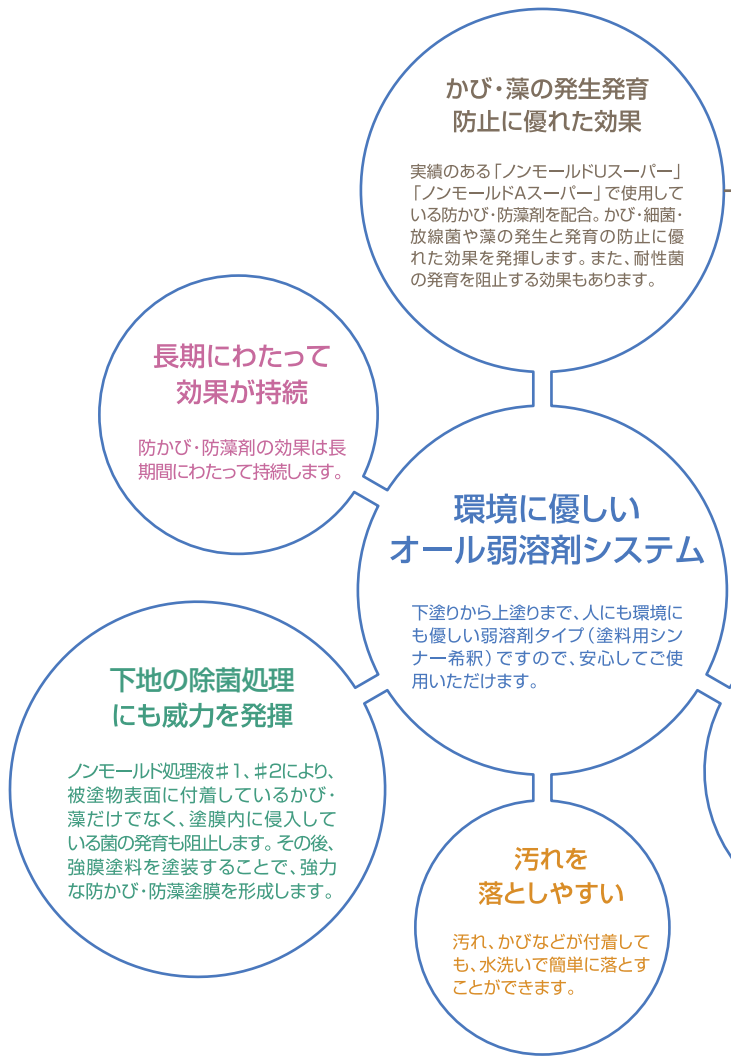 かび・藻の発生発育
防止に優れた効果
実績のある「ノンモールドUスーパー」
「ノンモールドAスーパー」で使用して
いる防かび・防藻剤を配合。かび・細菌・
放線菌や藻の発生と発育の防止に優
れた効果を発揮します。また、耐性菌
の発育を阻止する効果もあります。
長期にわたって
効果が持続
防かび・防藻剤の効果は長
期間にわたって持続します。
環境に優しい
オール弱溶剤システム
下塗りから上塗りまで、人にも環境に
も優しい弱溶剤タイプ（塗料用シン
ナー希釈）ですので、安心してご使
用いただけます。
下地の除菌処理
にも威力を発揮
ノンモールド処理液♯1、♯2により、
被塗物表面に付着しているかび・
藻だけでなく、塗膜内に侵入して
いる菌の発育も阻止します。その後、
強膜塗料を塗装することで、強力
な防かび・防藻塗膜を形成します。
汚れを
落としやすい
汚れ、かびなどが付着して
も、水洗いで簡単に落とす
ことができます。